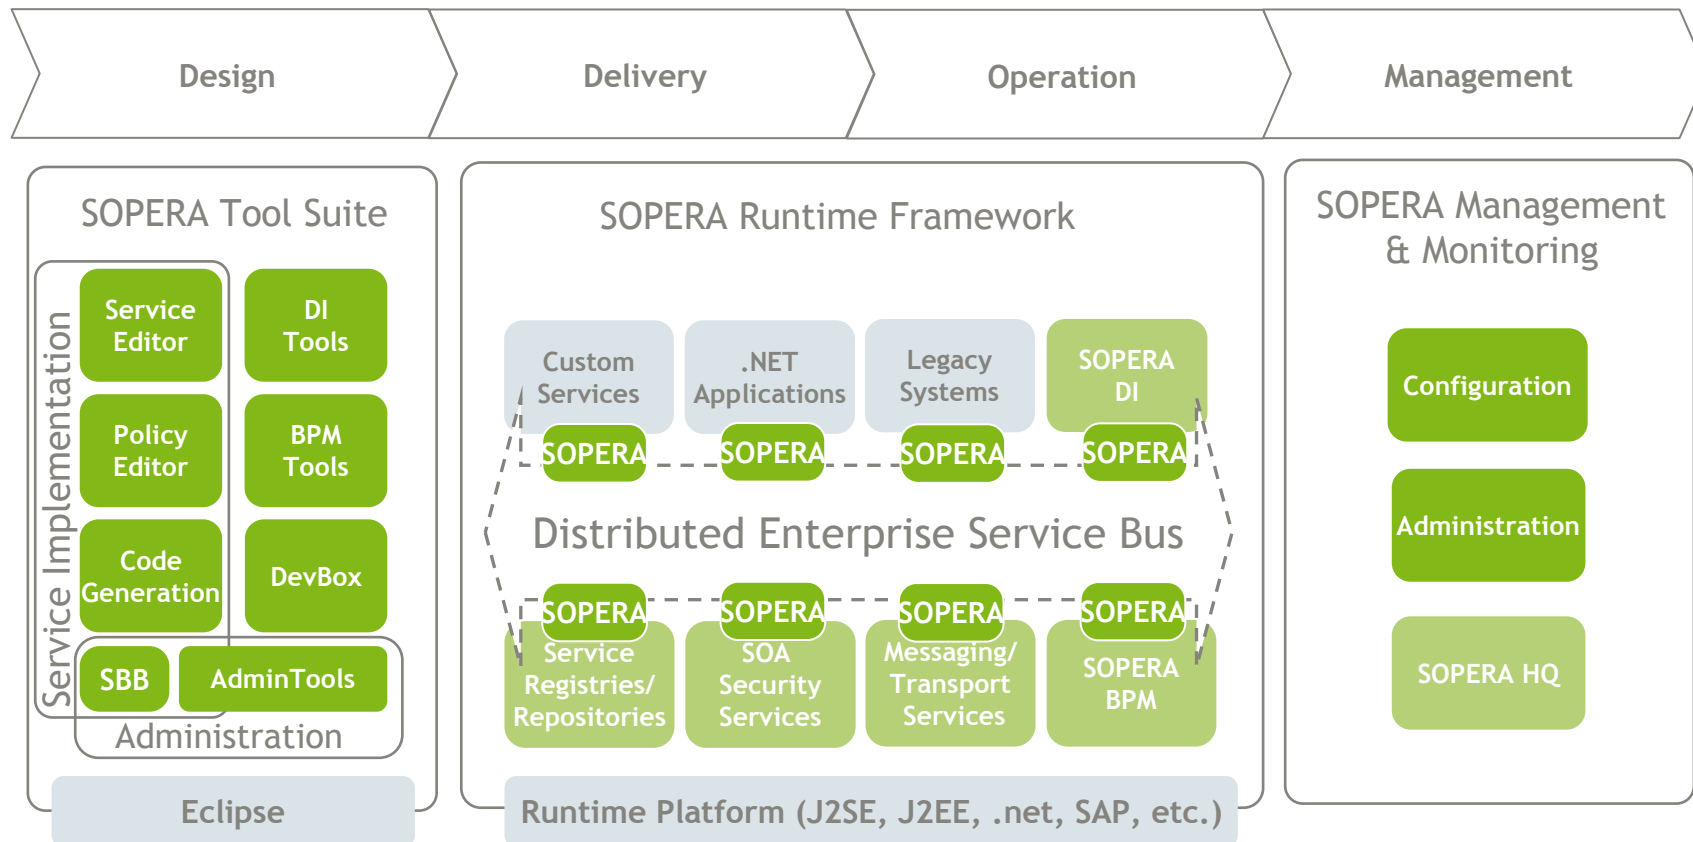 Design
Delivery
Operation
Management
SOPERA Tool Suite
Service Implementation
Service
Editor
DI
Tools
Policy
Editor
BPM
Tools
Code
Generation
DevBox
SBB
AdminTools
Administration
Eclipse
SOPERA Runtime Framework
Custom
Services
.NET
Applications
Legacy
Systems
SOPERA
DI
SOPERA
SOPERA
SOPERA
SOPERA
Distributed Enterprise Service Bus
SOPERA
SOPERA
SOPERA
SOPERA
Service
Registries/
Repositories
SOA
Security
Services
Messaging/
Transport
Services
SOPERA
BPM
Runtime Platform (J2SE, J2EE, .net, SAP, etc.)
SOPERA Management
& Monitoring
Configuration
Administration
SOPERA HQ